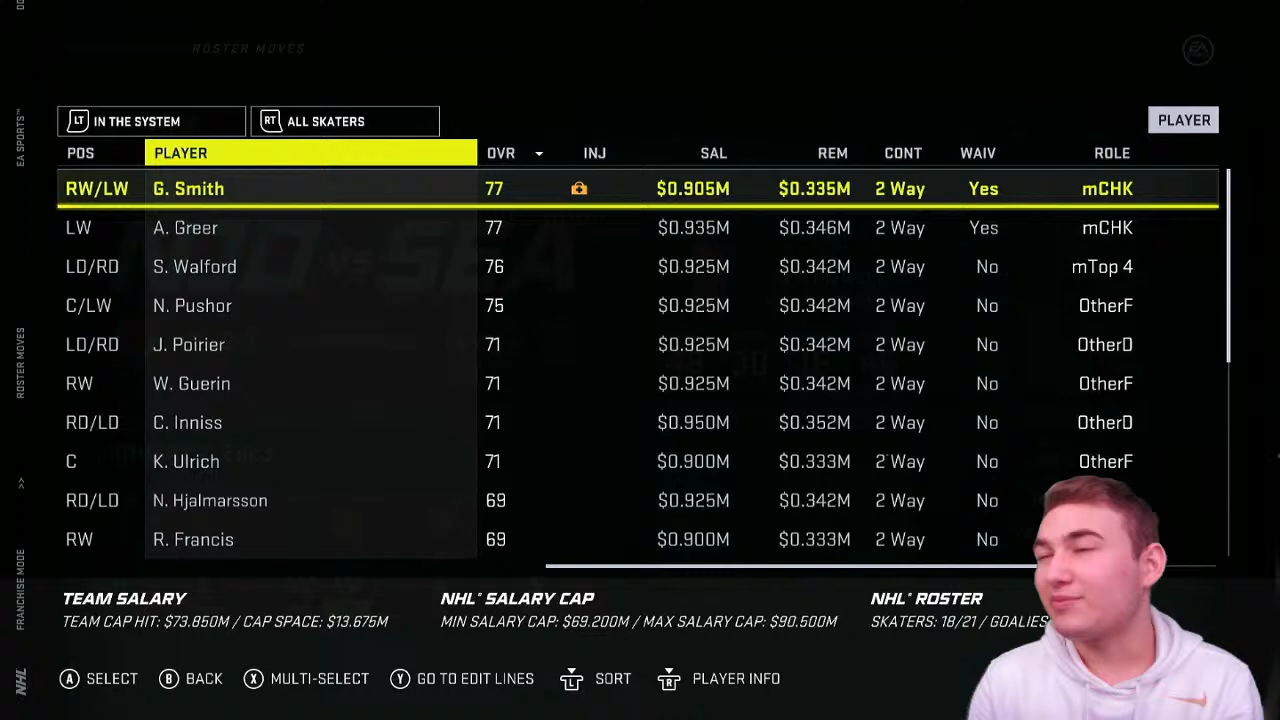 ROSTER MOVES
EA SPORTS™
ROSTER MOVES
>>
FRANCHISE MODE
NHL
LT IN THE SYSTEM RT ALL SKATERS PLAYER
POS PLAYER OVR INJ SAL REM CONT WAIV ROLE
RW/LW G. Smith 77 $0.905M $0.335M 2 Way Yes mCHK
LW A. Greer 77 $0.935M $0.346M 2 Way Yes mCHK
LD/RD S. Walford 76 $0.925M $0.342M 2 Way No mTop 4
C/LW N. Pushor 75 $0.925M $0.342M 2 Way No OtherF
LD/RD J. Poirier 71 $0.925M $0.342M 2 Way No OtherD
RW W. Guerin 71 $0.925M $0.342M 2 Way No OtherF
RD/LD C. Inniss 71 $0.950M $0.352M 2 Way No OtherD
C K. Ulrich 71 $0.900M $0.333M 2 Way No OtherF
RD/LD N. Hjalmarsson 69 $0.925M $0.342M 2 Way No
RW R. Francis 69 $0.900M $0.333M 2 Way No
TEAM SALARY NHL® SALARY CAP NHL® ROSTER
TEAM CAP HIT: $73.850M / CAP SPACE: $13.675M MIN SALARY CAP: $69.200M / MAX SALARY CAP: $90.500M SKATERS: 18/21 / GOALIES
A SELECT B BACK X MULTI-SELECT Y GO TO EDIT LINES L SORT R PLAYER INFO